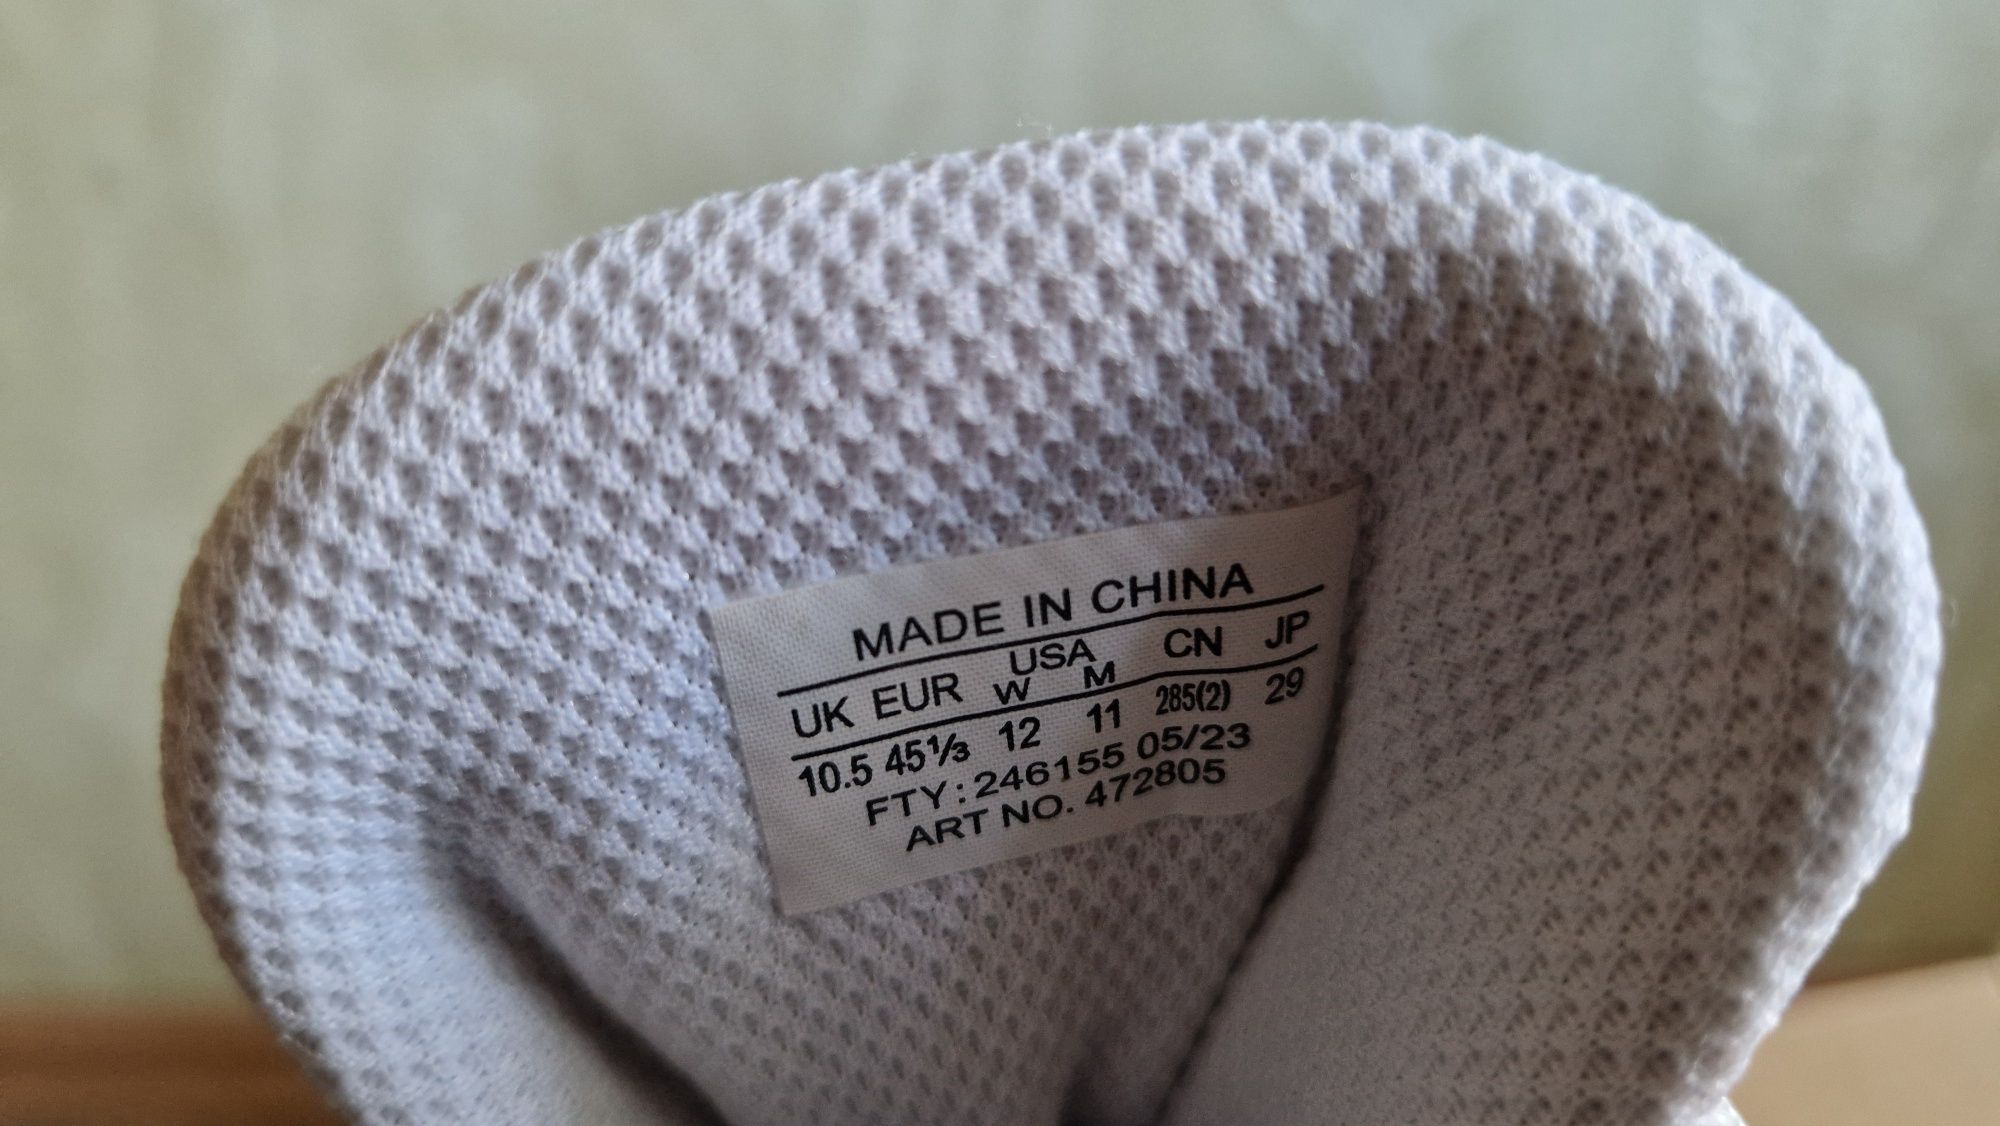 MADE IN CHINA
UK EUR USA CN JP
W M
10.5 45⅓ 12 11 285(2) 29
FTY: 246155 05/23
ART NO. 472805